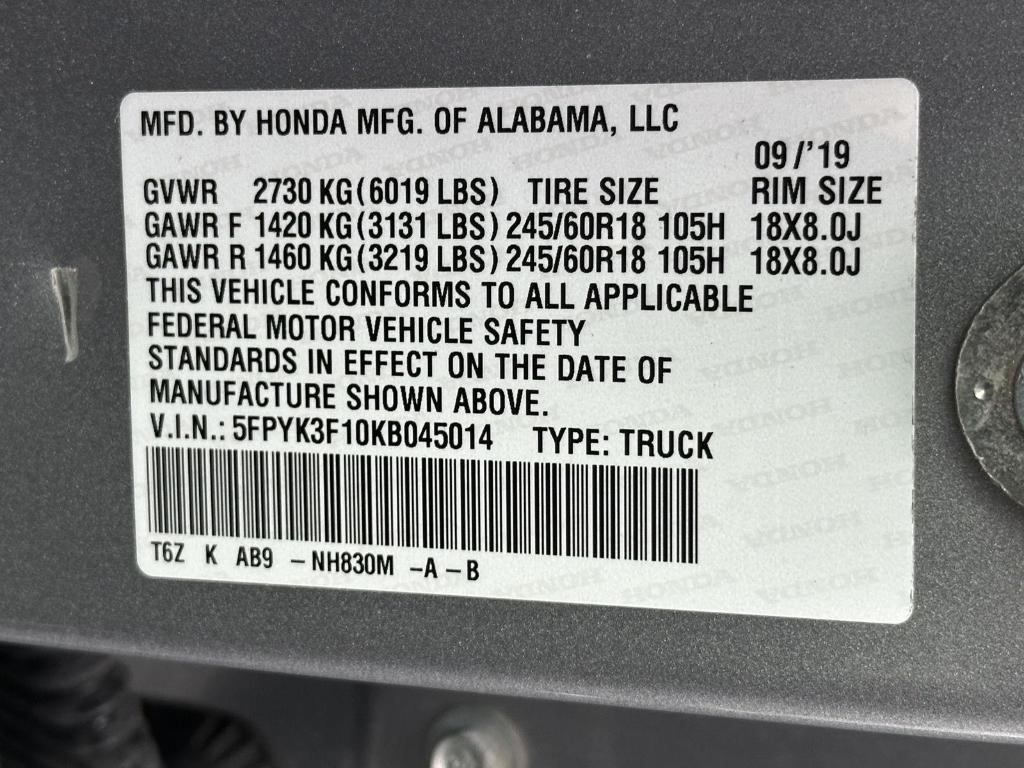 MFD. BY HONDA MFG. OF ALABAMA, LLC
09/'19
GVWR 2730 KG(6019 LBS) TIRE SIZE RIM SIZE
GAWR F 1420 KG(3131 LBS) 245/60R18 105H 18X8.0J
GAWR R 1460 KG(3219 LBS) 245/60R18 105H 18X8.0J
THIS VEHICLE CONFORMS TO ALL APPLICABLE
FEDERAL MOTOR VEHICLE SAFETY
STANDARDS IN EFFECT ON THE DATE OF
MANUFACTURE SHOWN ABOVE.
V.I.N.: 5FPYK3F10KB045014 TYPE: TRUCK
T6Z K AB9 -NH830M -A -B